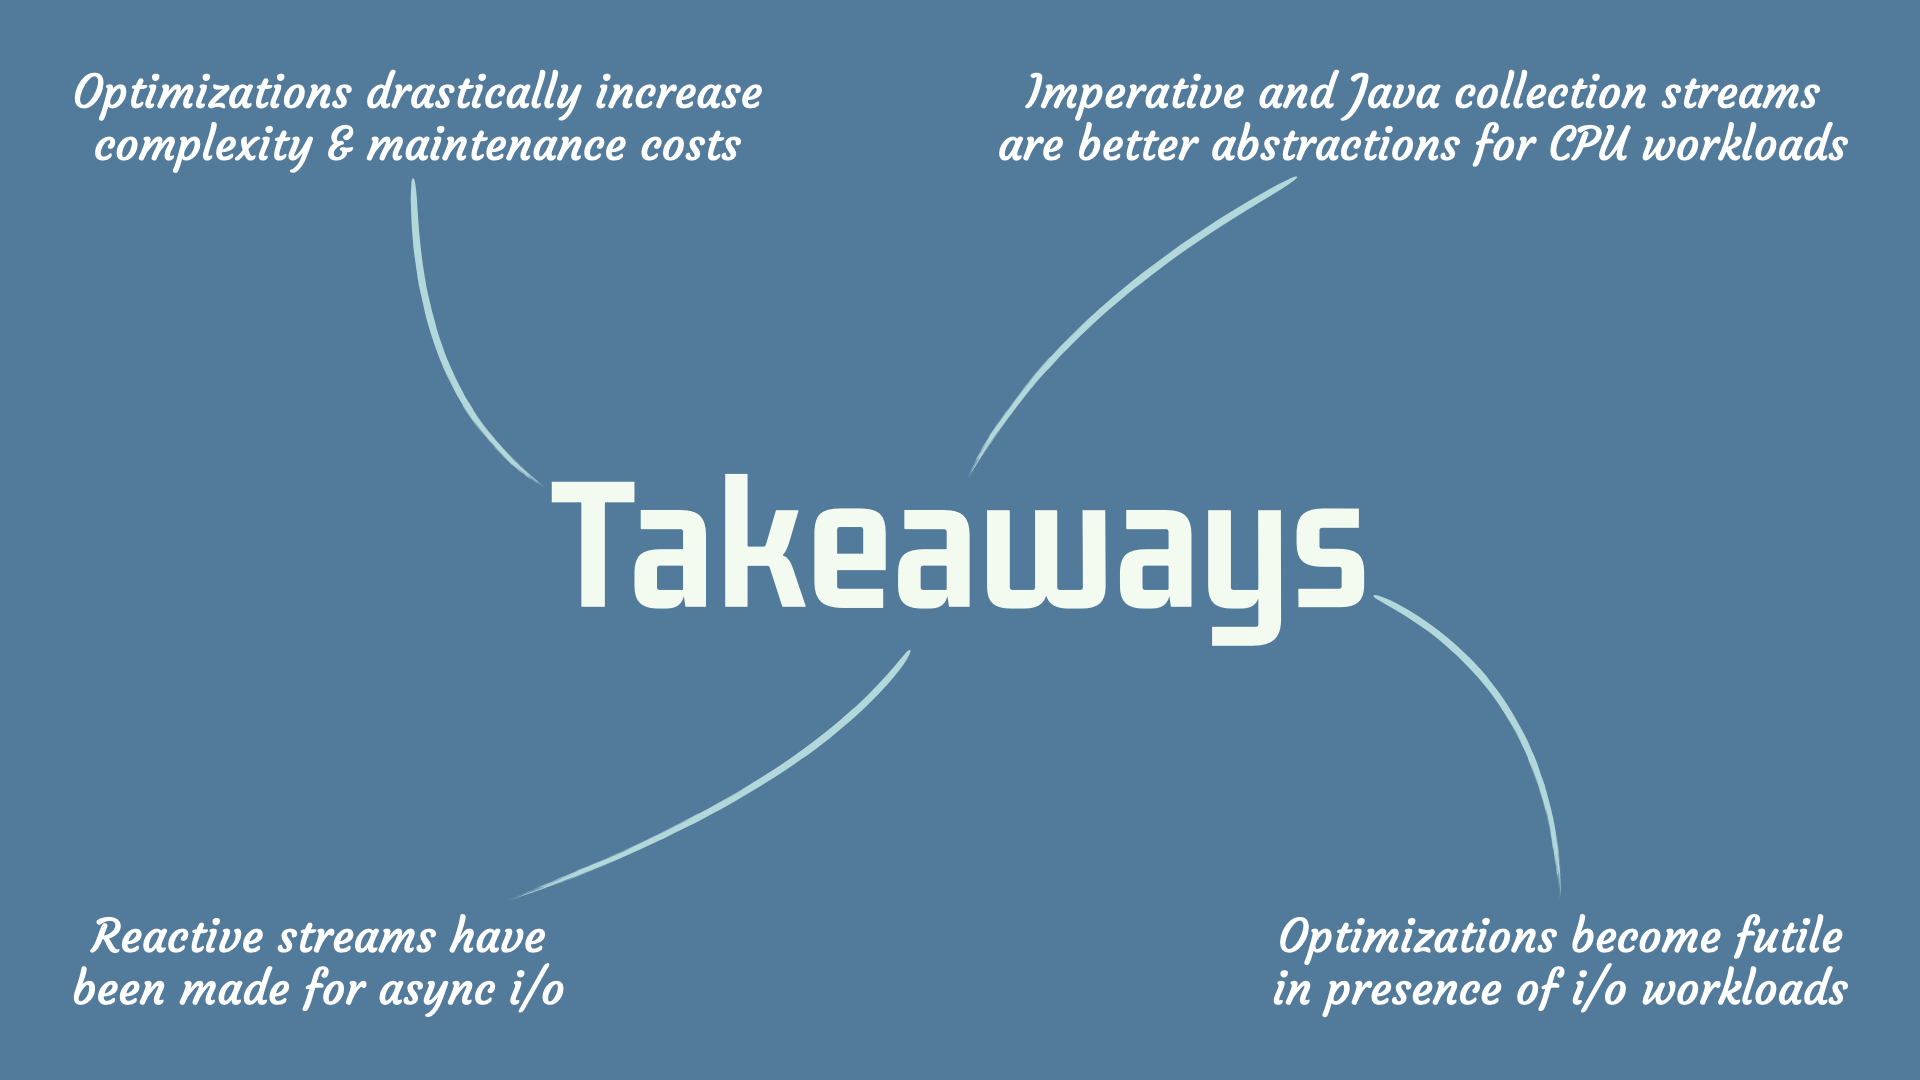 Optimizations drastically increase
complexity & maintenance costs
Imperative and Java collection streams
are better abstractions for CPU workloads
Takeaways
Reactive streams have
been made for async i/o
Optimizations become futile
in presence of i/o workloads